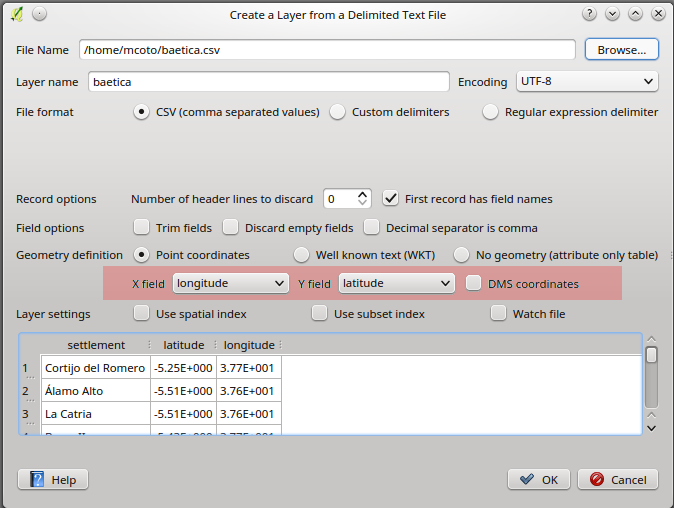 Create a Layer from a Delimited Text File
File Name /home/mcoto/baetica.csv Browse...
Layer name baetica Encoding UTF-8
File format CSV (comma separated values) Custom delimiters Regular expression delimiter
Record options Number of header lines to discard 0 First record has field names
Field options Trim fields Discard empty fields Decimal separator is comma
Geometry definition Point coordinates Well known text (WKT) No geometry (attribute only table)
X field longitude Y field latitude DMS coordinates
Layer settings Use spatial index Use subset index Watch file
settlement latitude longitude
1 Cortijo del Romero -5.25E+000 3.77E+001
2 Álamo Alto -5.51E+000 3.76E+001
3 La Catria -5.51E+000 3.76E+001
Help OK Cancel